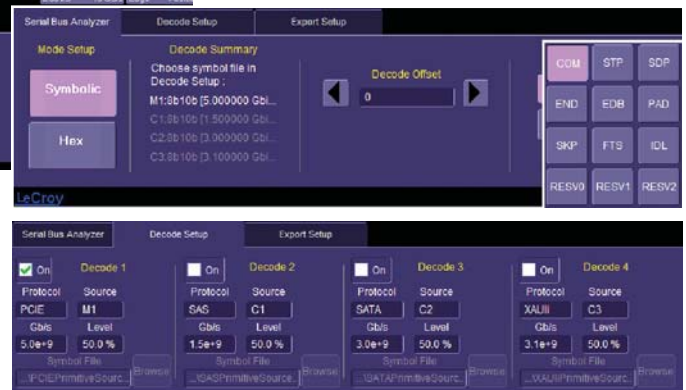 Serial Bus Analyzer Decode Setup Export Setup
Mode Setup
Symbolic
Hex
Decode Summary
Choose symbol file in
Decode Setup :
M1:8b10b [5.000000 Gbi...
C1:8b10b [1.500000 Gbi...
C2:8b10b [3.000000 Gbi...
C3:8b10b [3.100000 Gbi...
Decode Offset
0
COM STP SDP
END EDB PAD
SKP FTS IDL
RESV0 RESV1 RESV2
LeCroy
Serial Bus Analyzer Decode Setup Export Setup
On Decode 1 On Decode 2 On Decode 3 On Decode 4
Protocol Source Protocol Source Protocol Source Protocol Source
PCIE M1 SAS C1 SATA C2 XAUI C3
Gb/s Level Gb/s Level Gb/s Level Gb/s Level
5.0e+9 50.0 % 1.5e+9 50.0 % 3.0e+9 50.0 % 3.1e+9 50.0 %
Symbol File Symbol File Symbol File Symbol File
...\PCIEPrimitiveSourc... Browse ...\SASPrimitiveSource... Browse ...\SATAPrimitiveSourc... Browse ...\XAUIPrimitiveSourc... Browse